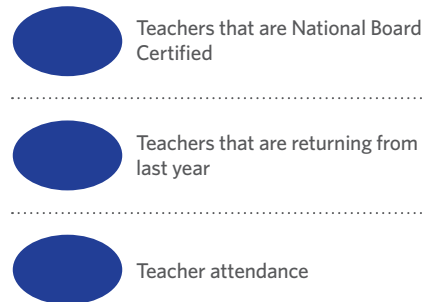 Teachers that are National Board
Certified
Teachers that are returning from
last year
Teacher attendance